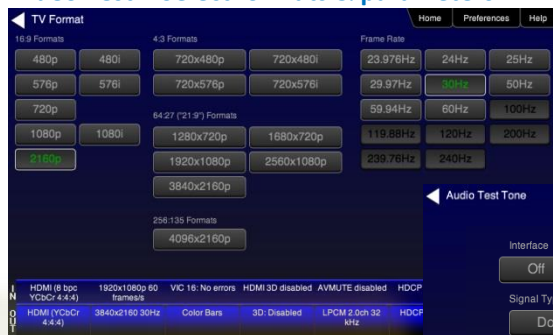 TV Format
Home Preferences Help
16:9 Formats 4:3 Formats Frame Rate
480p 480i 720x480p 720x480i 23.976Hz 24Hz 25Hz
576p 576i 720x576p 720x576i 29.97Hz 30Hz 50Hz
720p 59.94Hz 60Hz 100Hz
64:27 ("21:9") Formats
1080p 1080i 1280x720p 1680x720p 119.88Hz 120Hz 200Hz
2160p 1920x1080p 2560x1080p 239.76Hz 240Hz
3840x2160p
Audio Test Tone
256:135 Formats
4096x2160p
Interface
Off
Signal
IN HDMI (8 bpc YCbCr 4:4:4) 1920x1080p 60 frames/s VIC 16: No errors HDMI 3D disabled AVMUTE disabled HDCP
OUT HDMI (YCbCr 4:4:4) 3840x2160 30Hz Color Bars 3D: Disabled LPCM 2.0ch 32 kHz HDCP